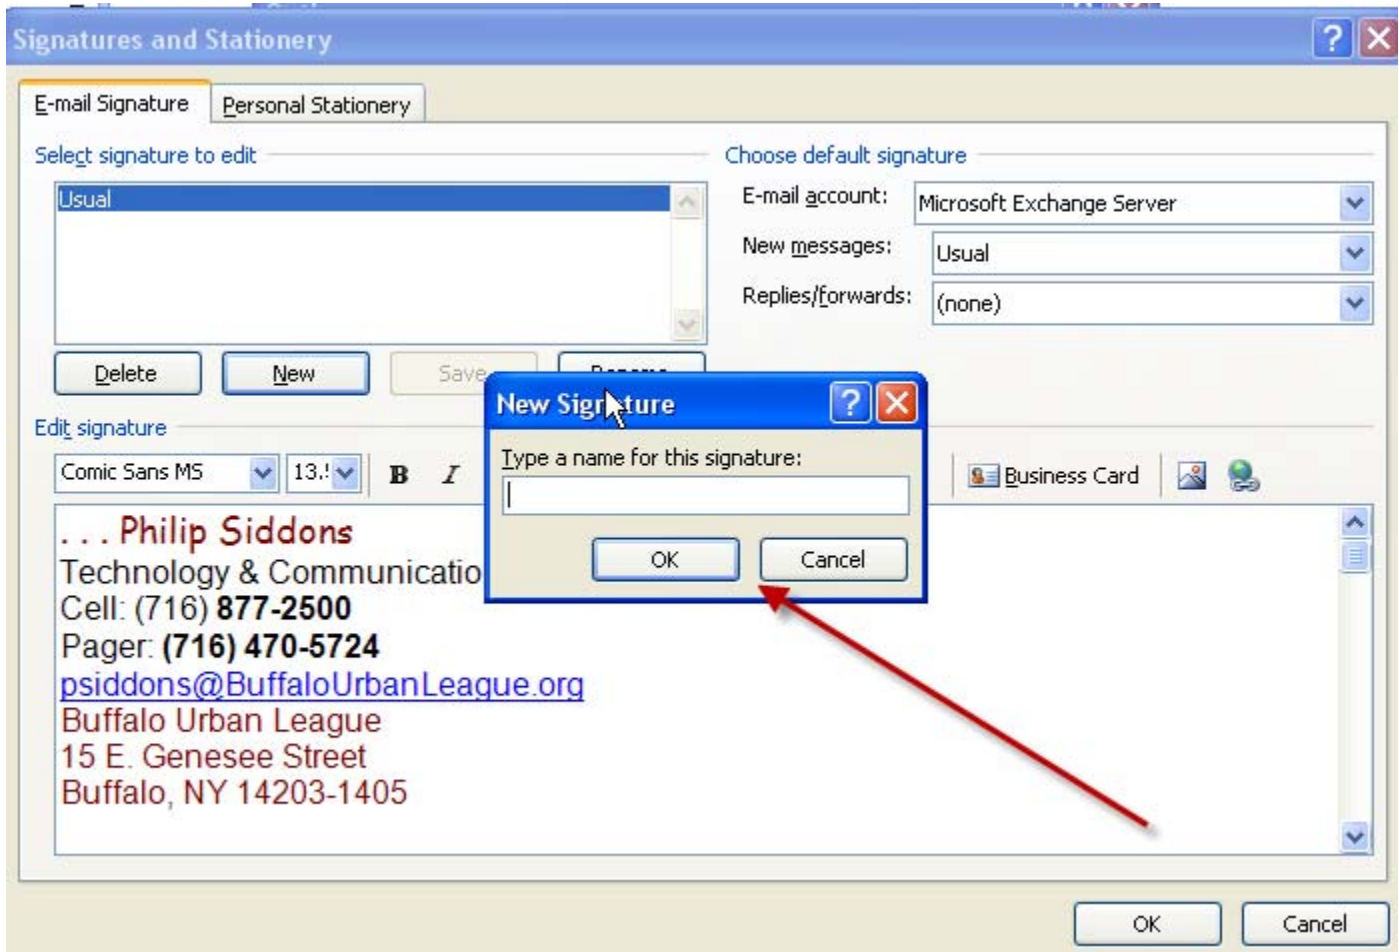 Signatures and Stationery
E-mail Signature
Personal Stationery
Select signature to edit
Usual
Delete
New
Save
Rename
Choose default signature
E-mail account:
Microsoft Exchange Server
New messages:
Usual
Replies/forwards:
(none)
Edit signature
Comic Sans MS
B
I
Business Card
New Signature
Type a name for this signature:
OK
Cancel
. . . Philip Siddons
Technology &
Cell: (716) 877-2500
Pager: (716) 470-5724
psiddons@BuffaloUrbanLeague.org
Buffalo Urban League
15 E. Genesee Street
Buffalo, NY 14203-1405
OK
Cancel